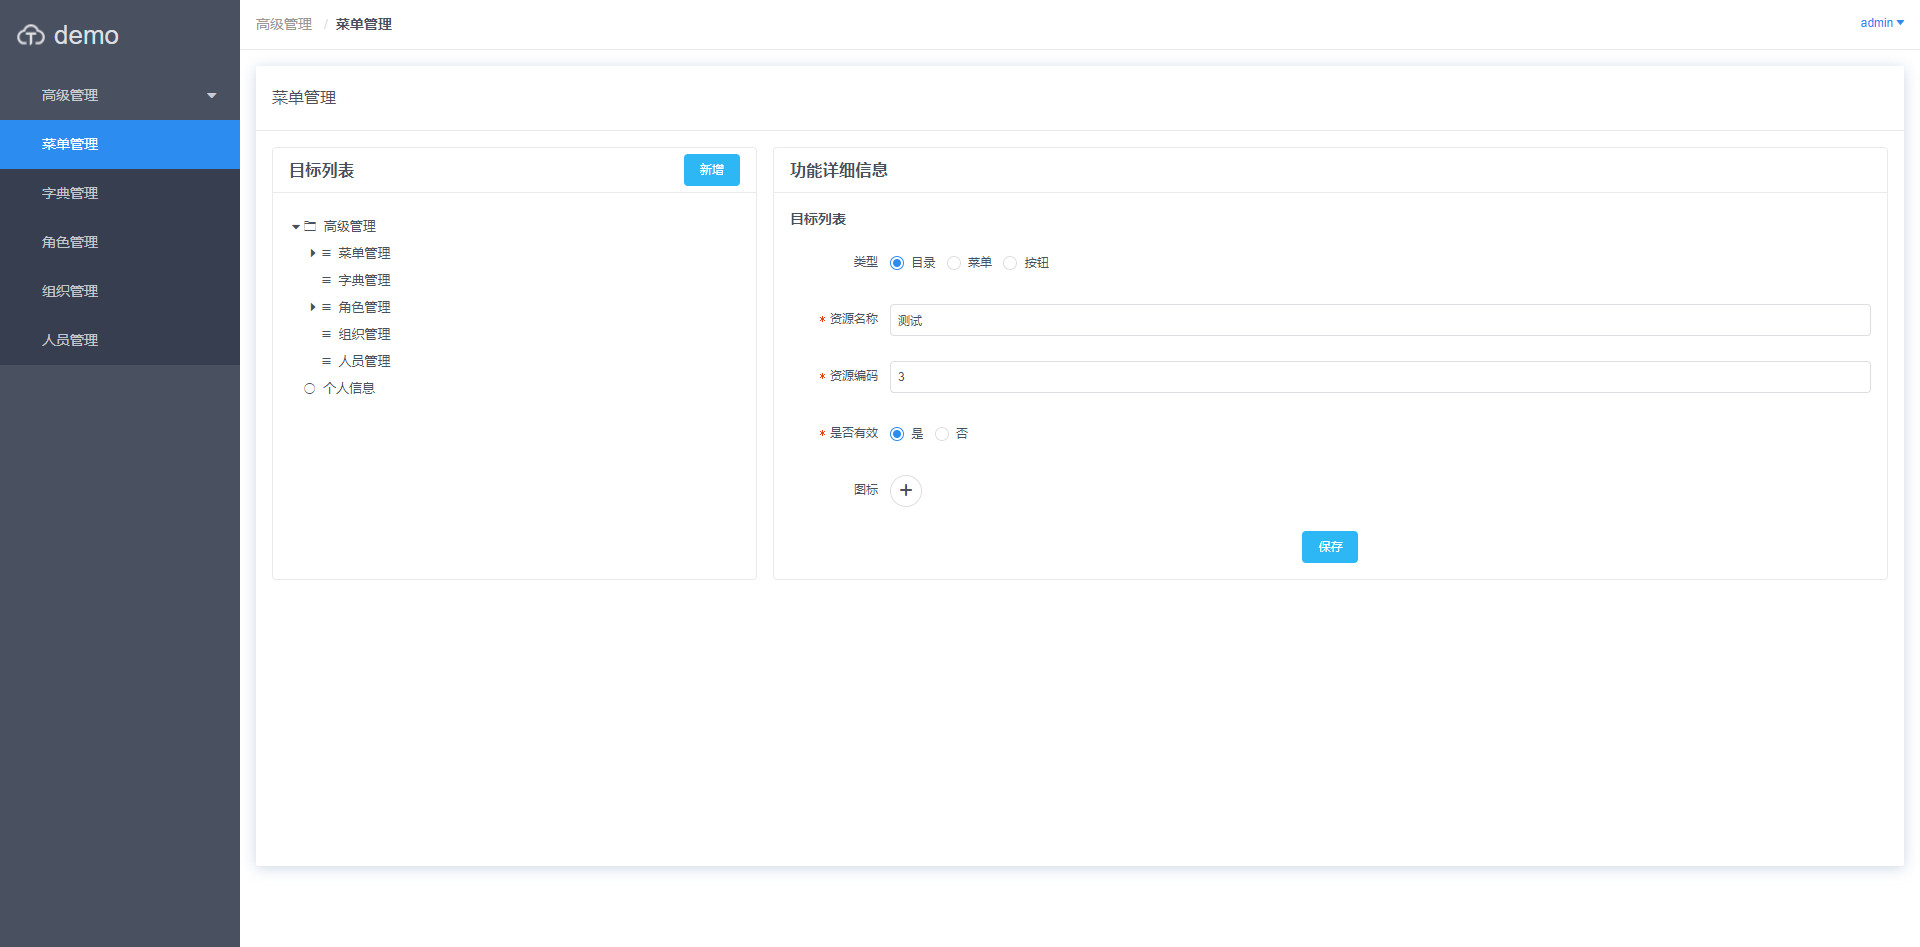 demo
高级管理
菜单管理
字典管理
角色管理
组织管理
人员管理
高级管理 / 菜单管理
admin
菜单管理
目标列表
新增
高级管理
菜单管理
字典管理
角色管理
组织管理
人员管理
个人信息
功能详细信息
目标列表
类型 目录 菜单 按钮
* 资源名称 测试
* 资源编码 3
* 是否有效 是 否
图标
保存